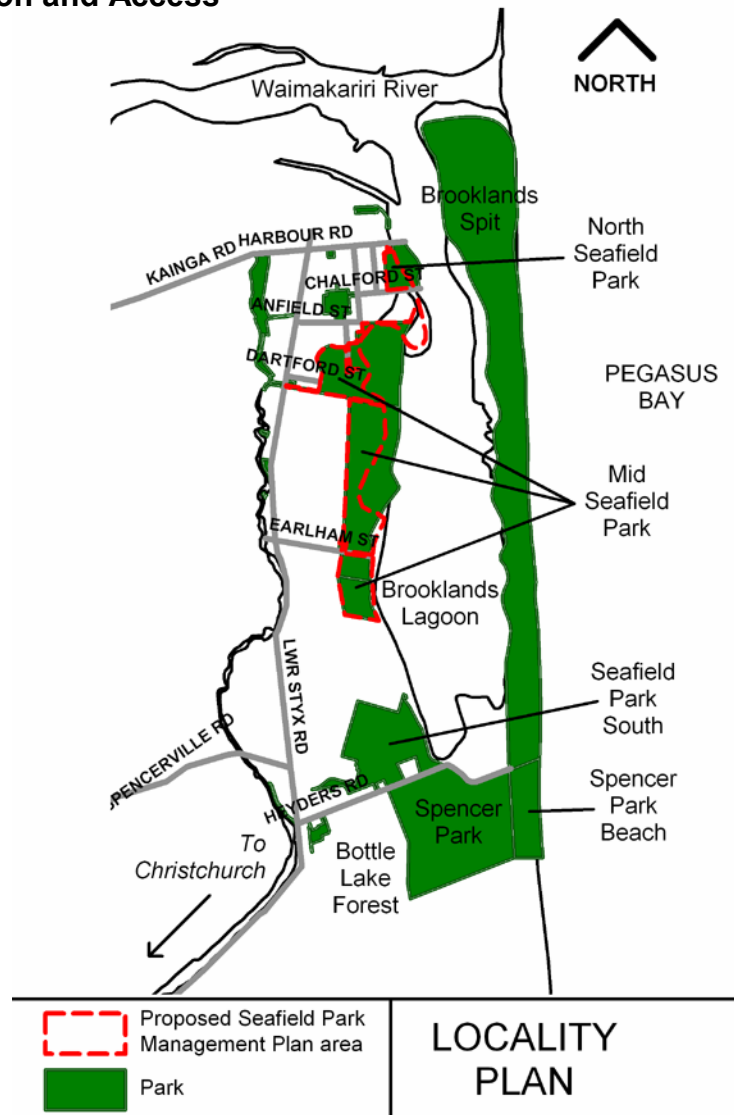 on and Access
Waimakariri River
NORTH
Brooklands
Spit
North
Seafield
Park
KAINGA RD
HARBOUR RD
CHALFORD ST
ANFIELD ST
DARTFORD ST
PEGASUS
BAY
Mid
Seafield
Park
EARLHAM ST
Brooklands
Lagoon
LWR STYX RD
Seafield
Park
South
SPENCERVILLE RD
HEYDERS RD
Spencer
Park
Spencer
Park
Beach
To
Christchurch
Bottle
Lake
Forest
Proposed Seafield Park
Management Plan area
Park
LOCALITY
PLAN